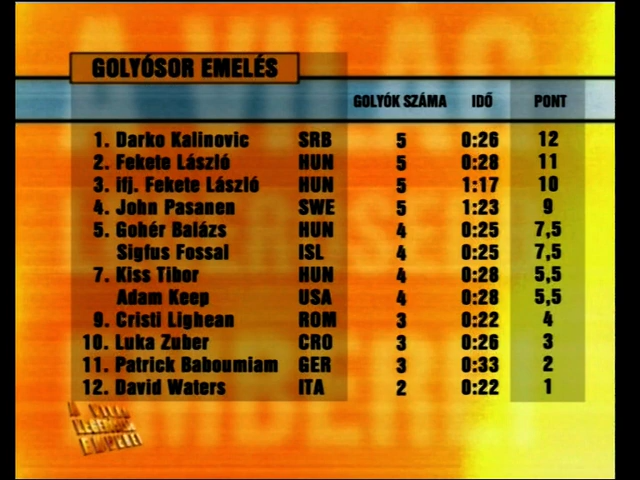 GOLYÓSOR EMELÉS
GOLYÓK SZÁMA IDŐ PONT
1. Darko Kalinovic SRB 5 0:26 12
2. Fekete László HUN 5 0:28 11
3. ifj. Fekete László HUN 5 1:17 10
4. John Pasanen SWE 5 1:23 9
5. Gohér Balázs HUN 4 0:25 7,5
Sigfus Fossal ISL 4 0:25 7,5
7. Kiss Tibor HUN 4 0:28 5,5
Adam Keep USA 4 0:28 5,5
9. Cristi Lighean ROM 3 0:22 4
10. Luka Zuber CRO 3 0:26 3
11. Patrick Baboumiam GER 3 0:33 2
12. David Waters ITA 2 0:22 1